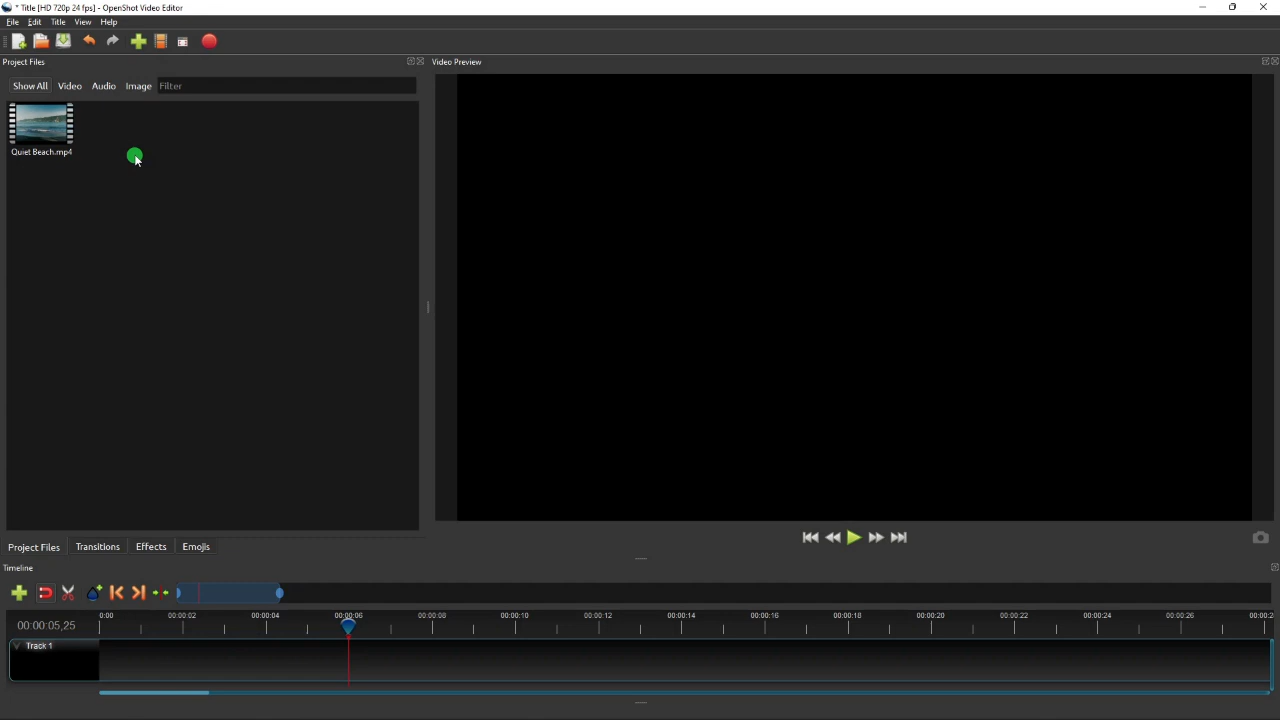 * Title [HD 720p 24 fps] - OpenShot Video Editor
File Edit Title View Help
Project Files
Video Preview
Show All Video Audio Image Filter
Quiet Beach.mp4
Project Files Transitions Effects Emojis
Timeline
0:00 00:00:02 00:00:04 00:00:06 00:00:08 00:00:10 00:00:12 00:00:14 00:00:16 00:00:18 00:00:20 00:00:22 00:00:24 00:00:26 00:00:2
00:00:05,25
Track 1